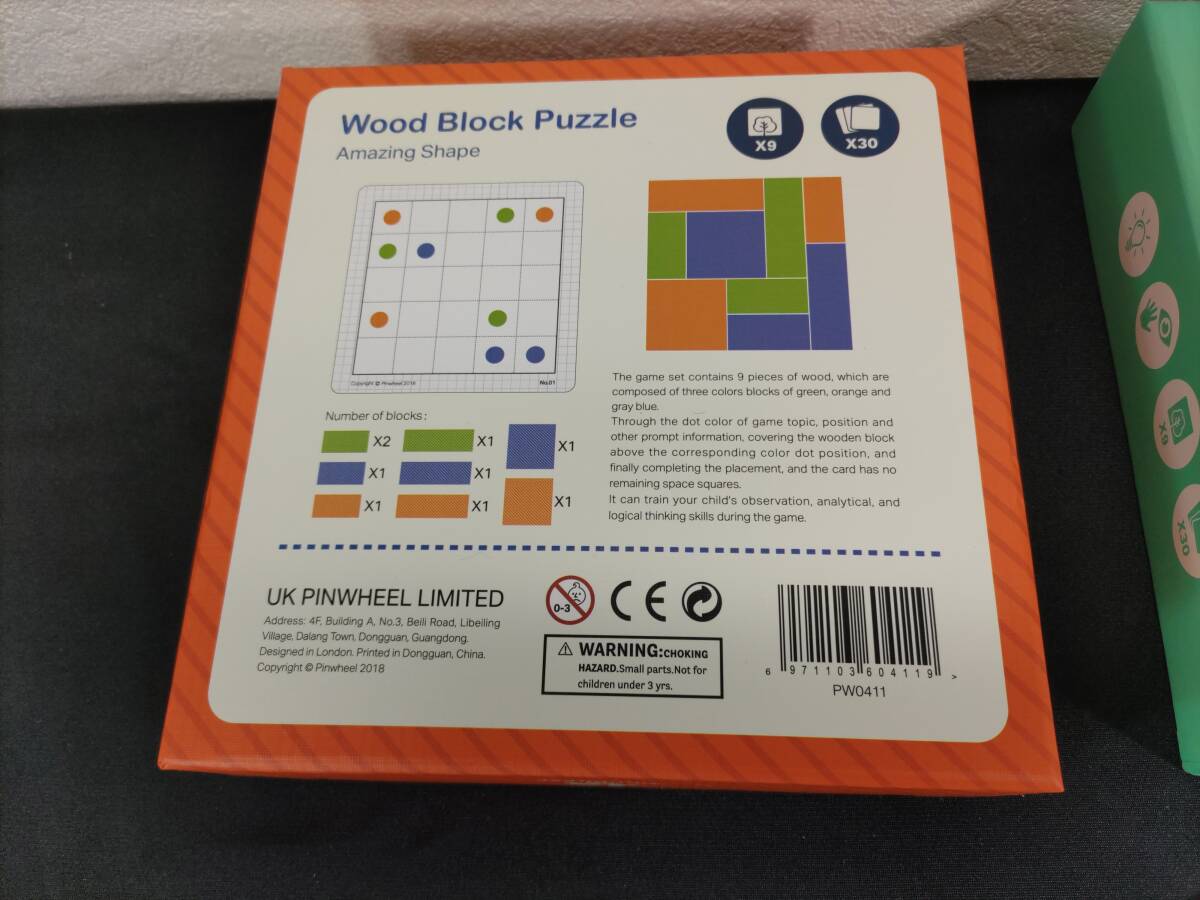 Wood Block Puzzle
Amazing Shape
X9
X30
Copyright © Pinwheel 2018
No.01
Number of blocks:
X2
X1
X1
X1
X1
X1
X1
X1
The game set contains 9 pieces of wood, which are
composed of three colors blocks of green, orange and
gray blue.
Through the dot color of game topic, position and
other prompt information, covering the wooden block
above the corresponding color dot position, and
finally completing the placement, and the card has no
remaining space squares.
It can train your child's observation, analytical, and
logical thinking skills during the game.
UK PINWHEEL LIMITED
Address: 4F, Building A, No.3, Beili Road, Libeiling
Village, Dalang Town, Dongguan, Guangdong.
Designed in London. Printed in Dongguan, China.
Copyright © Pinwheel 2018
0-3
CE
WARNING:CHOKING
HAZARD.Small parts.Not for
children under 3 yrs.
6 971103 604119 >
PW0411
X9
X30